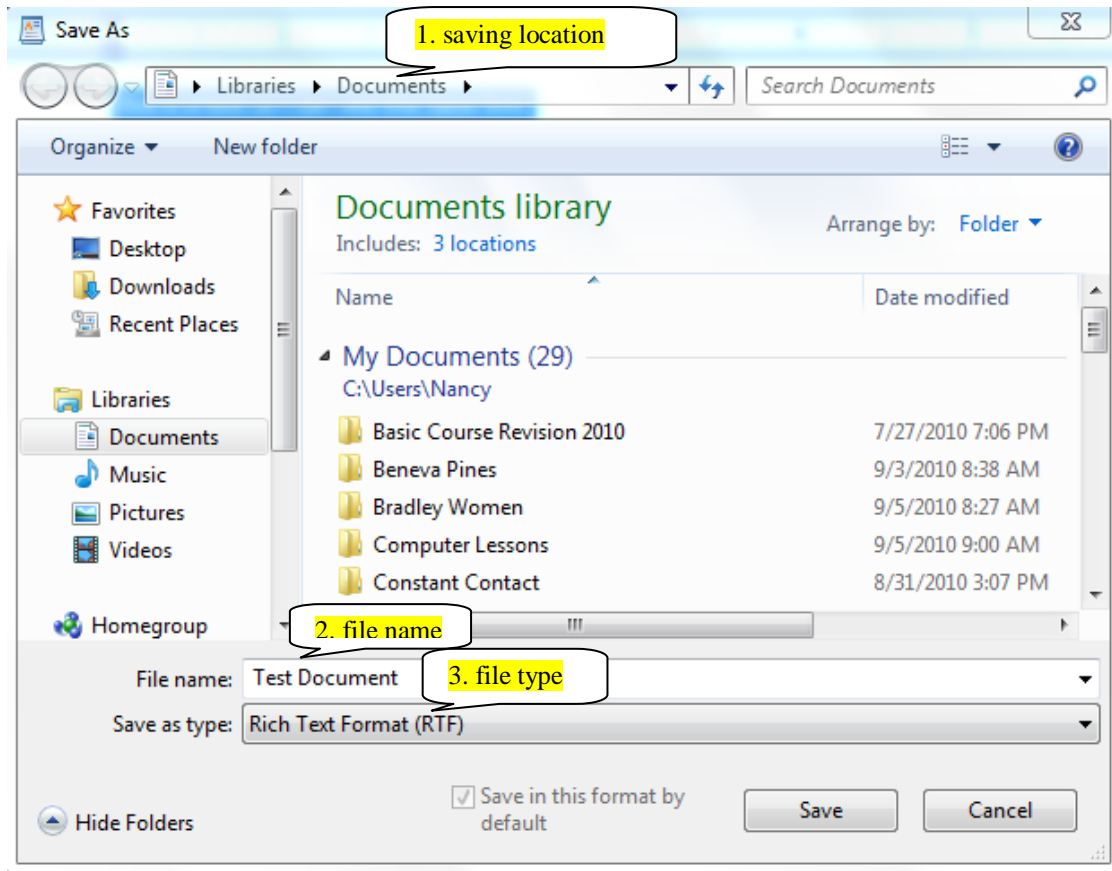 Save As
1. saving location
Libraries Documents
Search Documents
Organize New folder
Favorites
Desktop
Downloads
Recent Places
Libraries
Documents
Music
Pictures
Videos
Homegroup
Documents library
Includes: 3 locations
Arrange by: Folder
Name Date modified
My Documents (29)
C:\Users\Nancy
Basic Course Revision 2010 7/27/2010 7:06 PM
Beneva Pines 9/3/2010 8:38 AM
Bradley Women 9/5/2010 8:27 AM
Computer Lessons 9/5/2010 9:00 AM
Constant Contact 8/31/2010 3:07 PM
2. file name
File name: Test Document
3. file type
Save as type: Rich Text Format (RTF)
Hide Folders
Save in this format by
default
Save
Cancel